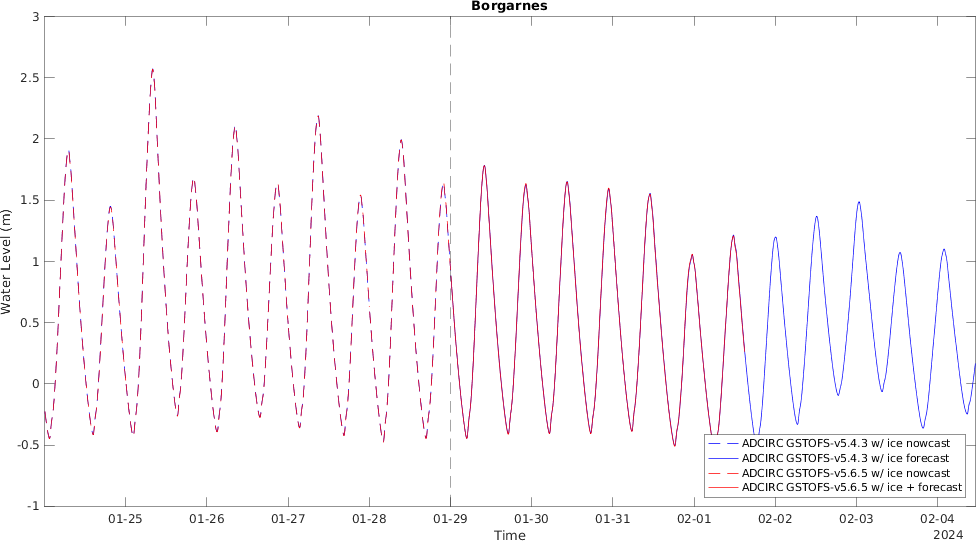 Borgarnes
Water Level (m)
3
2.5
2
1.5
1
0.5
0
-0.5
-1
ADCIRC GSTOFS-v5.4.3 w/ ice nowcast
ADCIRC GSTOFS-v5.4.3 w/ ice forecast
ADCIRC GSTOFS-v5.6.5 w/ ice nowcast
ADCIRC GSTOFS-v5.6.5 w/ ice + forecast
01-25 01-26 01-27 01-28 01-29 01-30 01-31 02-01 02-02 02-03 02-04
Time
2024